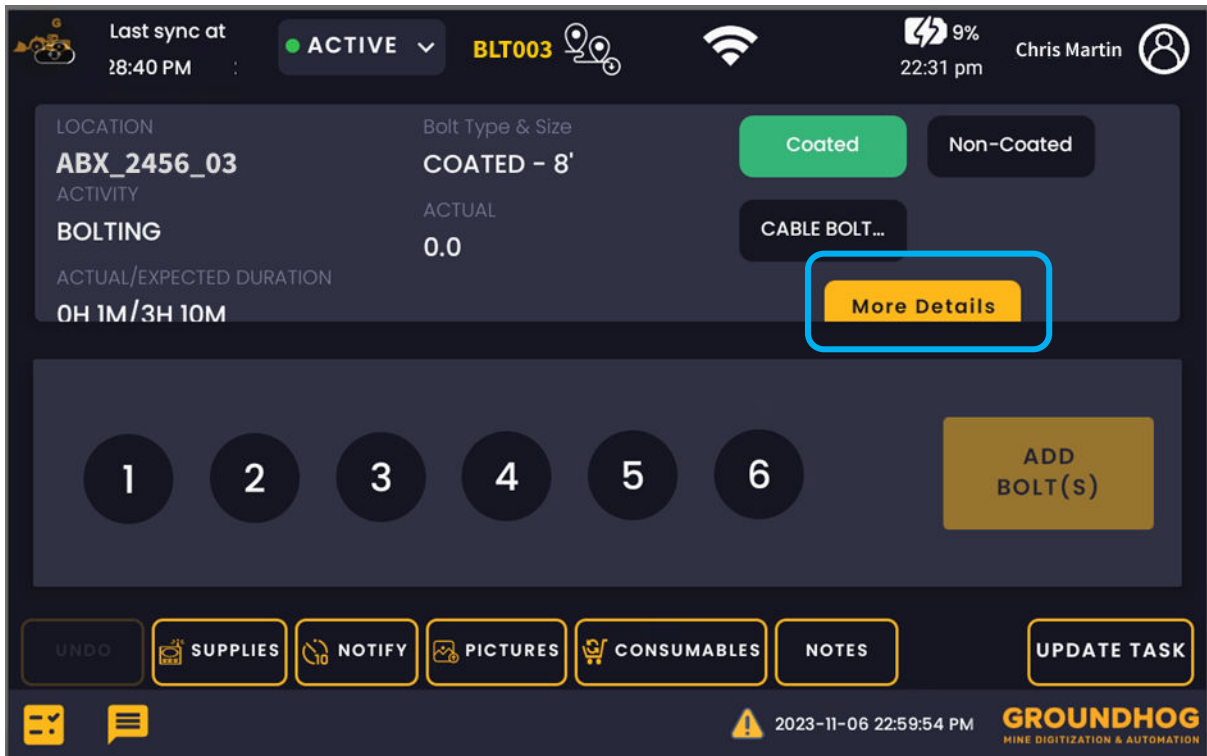 G
Last sync at
28:40 PM :
ACTIVE
BLT003
9%
22:31 pm
Chris Martin
LOCATION
ABX_2456_03
ACTIVITY
BOLTING
ACTUAL/EXPECTED DURATION
0H 1M/3H 10M
Bolt Type & Size
COATED - 8'
ACTUAL
0.0
Coated
Non-Coated
CABLE BOLT...
More Details
1 2 3 4 5 6
ADD
BOLT(S)
UNDO
SUPPLIES
10
NOTIFY
PICTURES
CONSUMABLES
NOTES
UPDATE TASK
2023-11-06 22:59:54 PM
GROUNDHOG
MINE DIGITIZATION & AUTOMATION